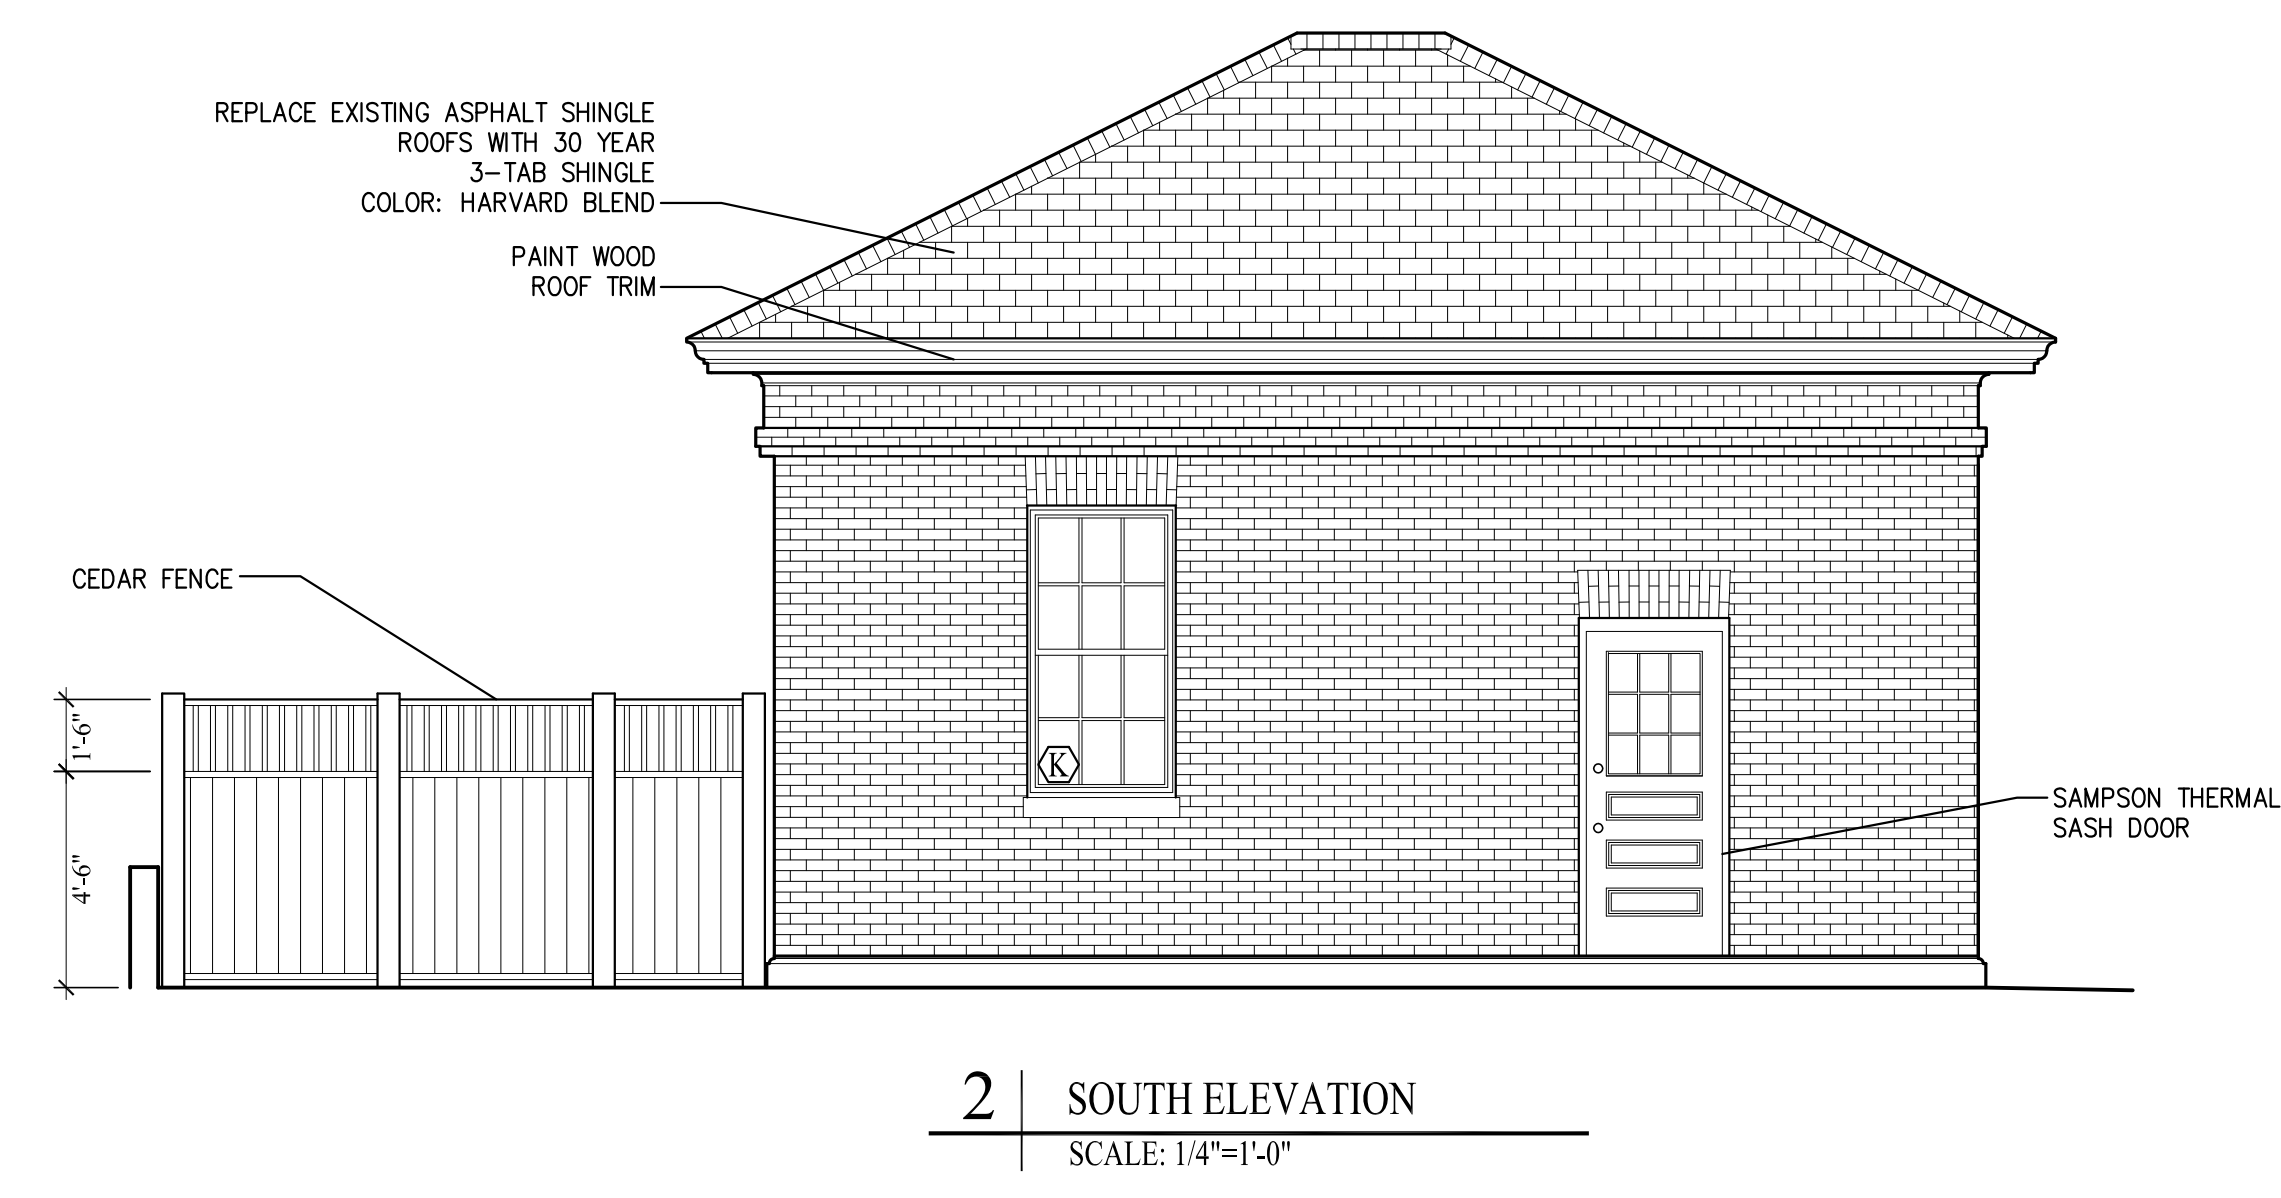 REPLACE EXISTING ASPHALT SHINGLE
ROOFS WITH 30 YEAR
3-TAB SHINGLE
COLOR: HARVARD BLEND
PAINT WOOD
ROOF TRIM
CEDAR FENCE
1'-6"
4'-6"
K
SAMPSON THERMAL
SASH DOOR
2
SOUTH ELEVATION
SCALE: 1/4"=1'-0"